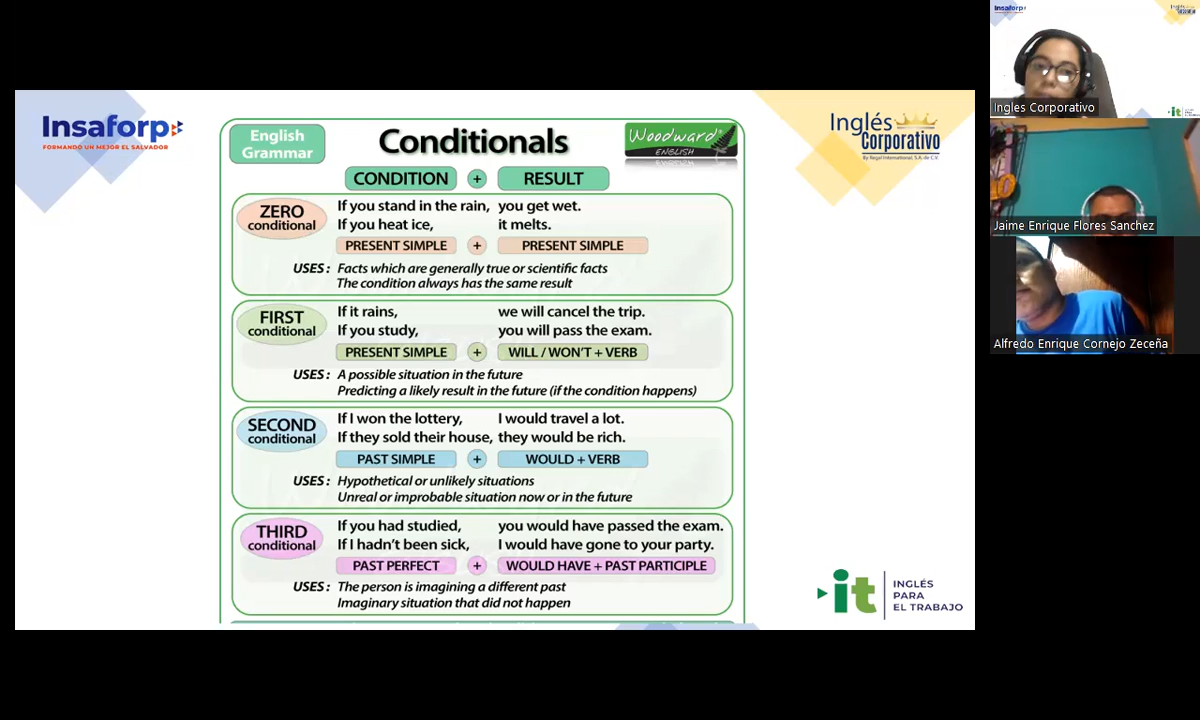 Insaforp
FORMANDO UN MEJOR EL SALVADOR
English
Grammar
Conditionals
Woodward®
ENGLISH
Inglés
Corporativo
By Regal International, S.A. de C.V.
CONDITION + RESULT
ZERO
conditional
If you stand in the rain, you get wet.
If you heat ice, it melts.
PRESENT SIMPLE + PRESENT SIMPLE
USES: Facts which are generally true or scientific facts
The condition always has the same result
FIRST
conditional
If it rains, we will cancel the trip.
If you study, you will pass the exam.
PRESENT SIMPLE + WILL / WON'T + VERB
USES: A possible situation in the future
Predicting a likely result in the future (if the condition happens)
SECOND
conditional
If I won the lottery, I would travel a lot.
If they sold their house, they would be rich.
PAST SIMPLE + WOULD + VERB
USES: Hypothetical or unlikely situations
Unreal or improbable situation now or in the future
THIRD
conditional
If you had studied, you would have passed the exam.
If I hadn't been sick, I would have gone to your party.
PAST PERFECT + WOULD HAVE + PAST PARTICIPLE
USES: The person is imagining a different past
Imaginary situation that did not happen
it
INGLÉS
PARA
EL TRABAJO
Insaforp
Ingles Corporativo
Jaime Enrique Flores Sanchez
Alfredo Enrique Cornejo Zeceña